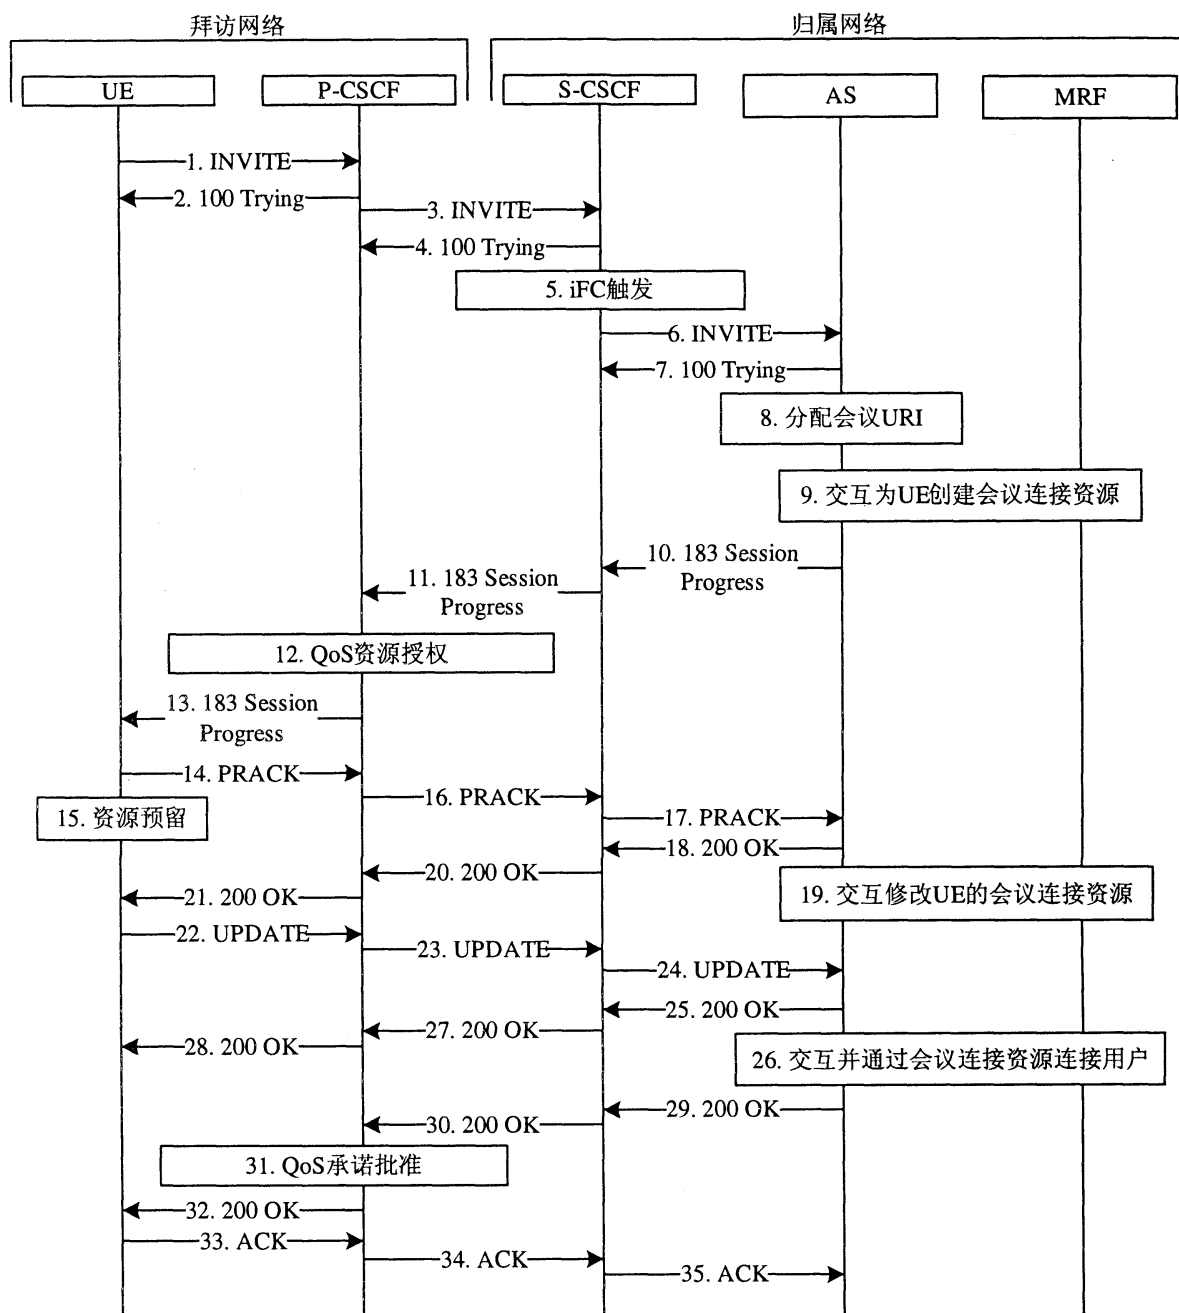 拜访网络
归属网络
UE
P-CSCF
S-CSCF
AS
MRF
1. INVITE
2. 100 Trying
3. INVITE
4. 100 Trying
5. iFC触发
6. INVITE
7. 100 Trying
8. 分配会议URI
9. 交互为UE创建会议连接资源
10. 183 Session
Progress
11. 183 Session
Progress
12. QoS资源授权
13. 183 Session
Progress
14. PRACK
15. 资源预留
16. PRACK
17. PRACK
18. 200 OK
19. 交互修改UE的会议连接资源
20. 200 OK
21. 200 OK
22. UPDATE
23. UPDATE
24. UPDATE
25. 200 OK
26. 交互并通过会议连接资源连接用户
27. 200 OK
28. 200 OK
29. 200 OK
30. 200 OK
31. QoS承诺批准
32. 200 OK
33. ACK
34. ACK
35. ACK